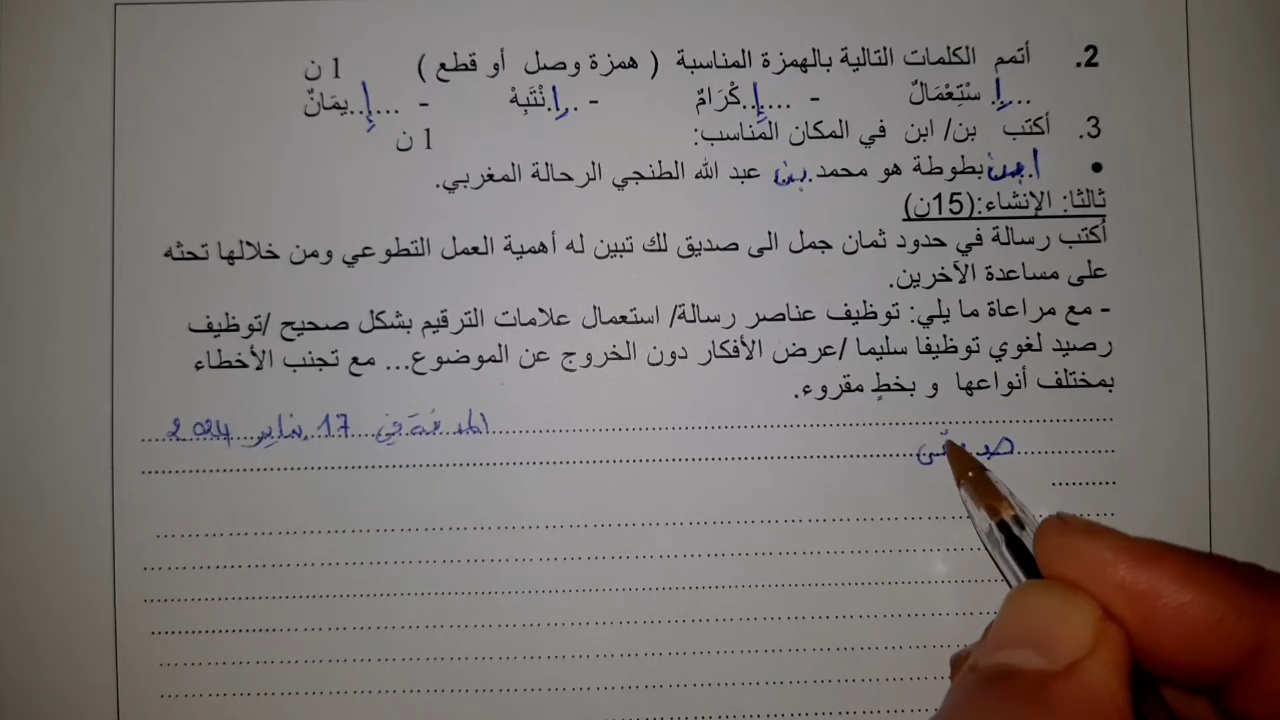 2. أتمم الكلمات التالية بالهمزة المناسبة ( همزة وصل أو قطع ) 1 ن
....اِ. سْتِعْمَالٌ - ....إِ..كْرَامٌ - ..اِ.نْتَبِهْ - ....إِ..يمَانٌ
3. أكتب بن/ ابن في المكان المناسب: 1 ن
• ابن بطوطة هو محمد.بن. عبد الله الطنجي الرحالة المغربي.
ثالثا: الإنشاء:(15ن)
أكتب رسالة في حدود ثمان جمل الى صديق لك تبين له أهمية العمل التطوعي ومن خلالها تحثه
على مساعدة الآخرين.
- مع مراعاة ما يلي: توظيف عناصر رسالة/ استعمال علامات الترقيم بشكل صحيح /توظيف
رصيد لغوي توظيفا سليما /عرض الأفكار دون الخروج عن الموضوع... مع تجنب الأخطاء
بمختلف أنواعها و بخطٍ مقروء.
في 17 يناير 2024